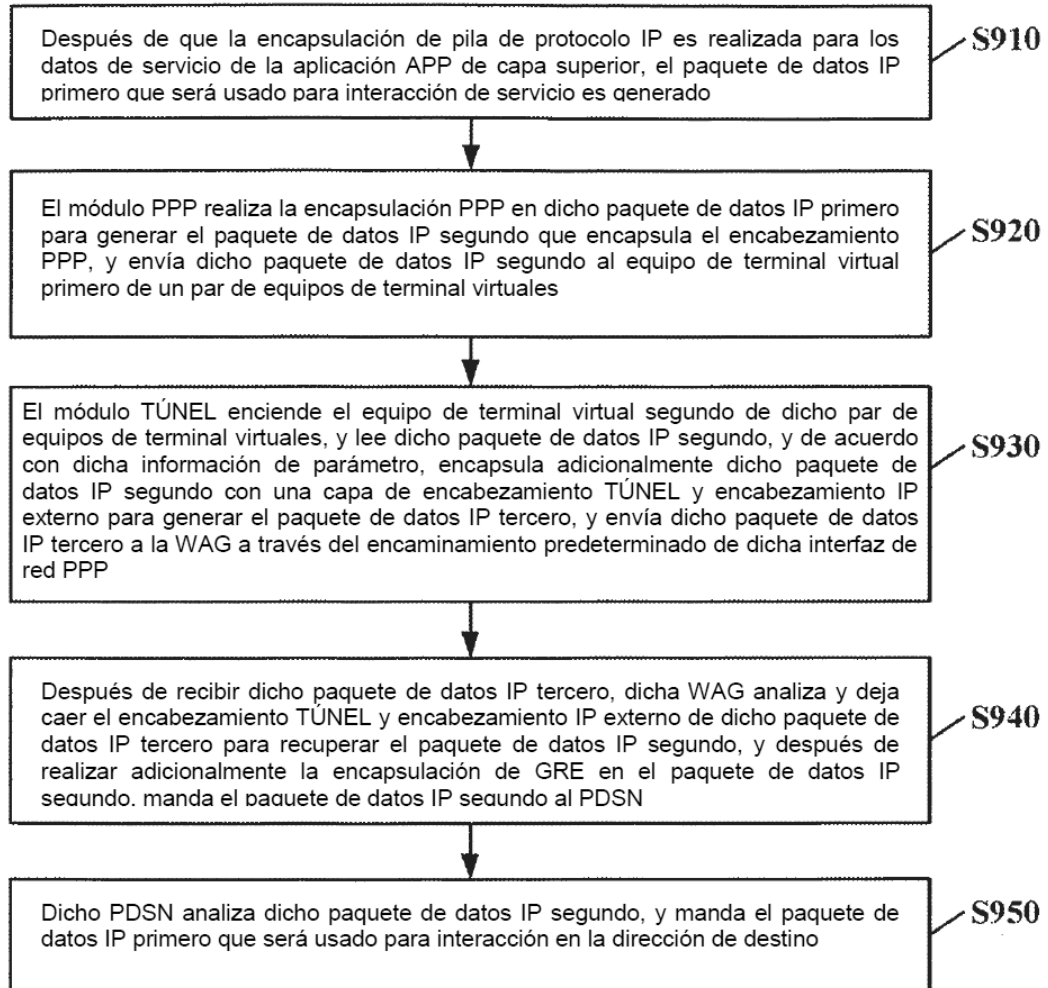 Después de que la encapsulación de pila de protocolo IP es realizada para los
datos de servicio de la aplicación APP de capa superior, el paquete de datos IP
primero que será usado para interacción de servicio es generado
S910
El módulo PPP realiza la encapsulación PPP en dicho paquete de datos IP primero
para generar el paquete de datos IP segundo que encapsula el encabezamiento
PPP, y envía dicho paquete de datos IP segundo al equipo de terminal virtual
primero de un par de equipos de terminal virtuales
S920
El módulo TÚNEL enciende el equipo de terminal virtual segundo de dicho par de
equipos de terminal virtuales, y lee dicho paquete de datos IP segundo, y de acuerdo
con dicha información de parámetro, encapsula adicionalmente dicho paquete de
datos IP segundo con una capa de encabezamiento TÚNEL y encabezamiento IP
externo para generar el paquete de datos IP tercero, y envía dicho paquete de datos
IP tercero a la WAG a través del encaminamiento predeterminado de dicha interfaz de
red PPP
S930
Después de recibir dicho paquete de datos IP tercero, dicha WAG analiza y deja
caer el encabezamiento TÚNEL y encabezamiento IP externo de dicho paquete de
datos IP tercero para recuperar el paquete de datos IP segundo, y después de
realizar adicionalmente la encapsulación de GRE en el paquete de datos IP
segundo, manda el paquete de datos IP segundo al PDSN
S940
Dicho PDSN analiza dicho paquete de datos IP segundo, y manda el paquete de
datos IP primero que será usado para interacción en la dirección de destino
S950